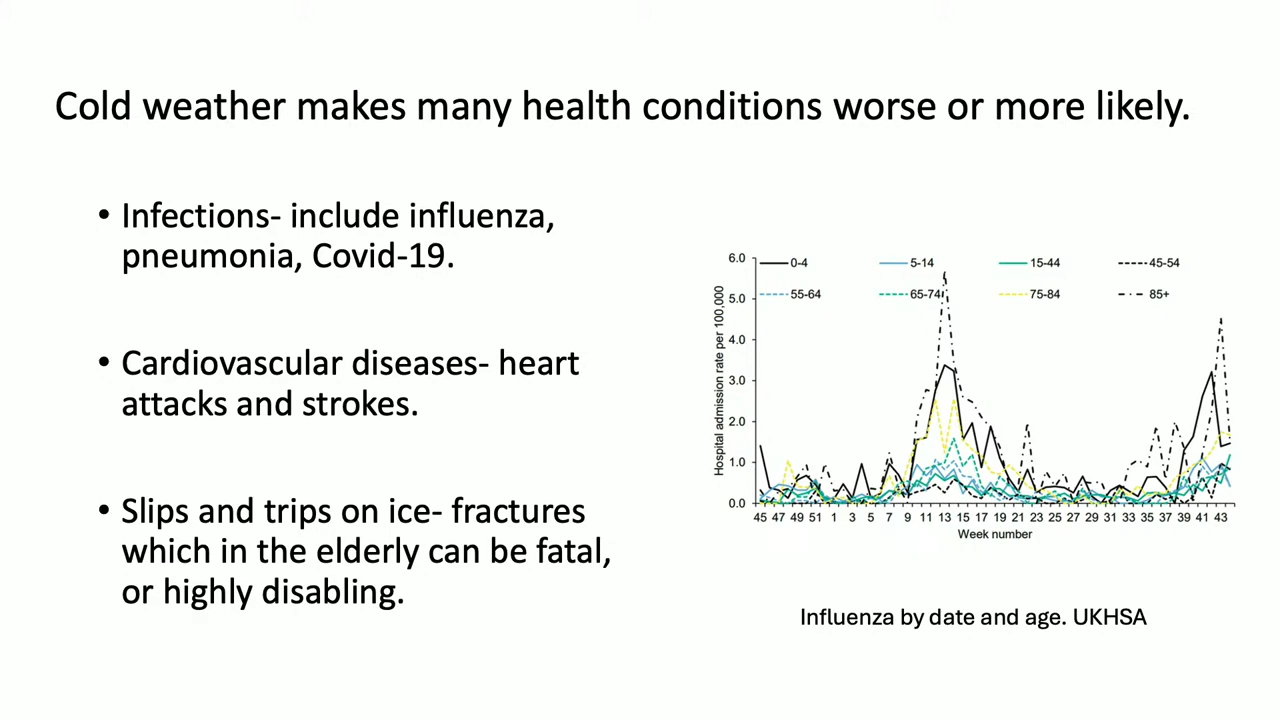 Cold weather makes many health conditions worse or more likely.
• Infections- include influenza,
pneumonia, Covid-19.
• Cardiovascular diseases- heart
attacks and strokes.
• Slips and trips on ice- fractures
which in the elderly can be fatal,
or highly disabling.
Hospital admission rate per 100,000
6.0
5.0
4.0
3.0
2.0
1.0
0.0
0-4 5-14 15-44 45-54
55-64 65-74 75-84 85+
45 47 49 51 1 3 5 7 9 11 13 15 17 19 21 23 25 27 29 31 33 35 37 39 41 43
Week number
Influenza by date and age. UKHSA